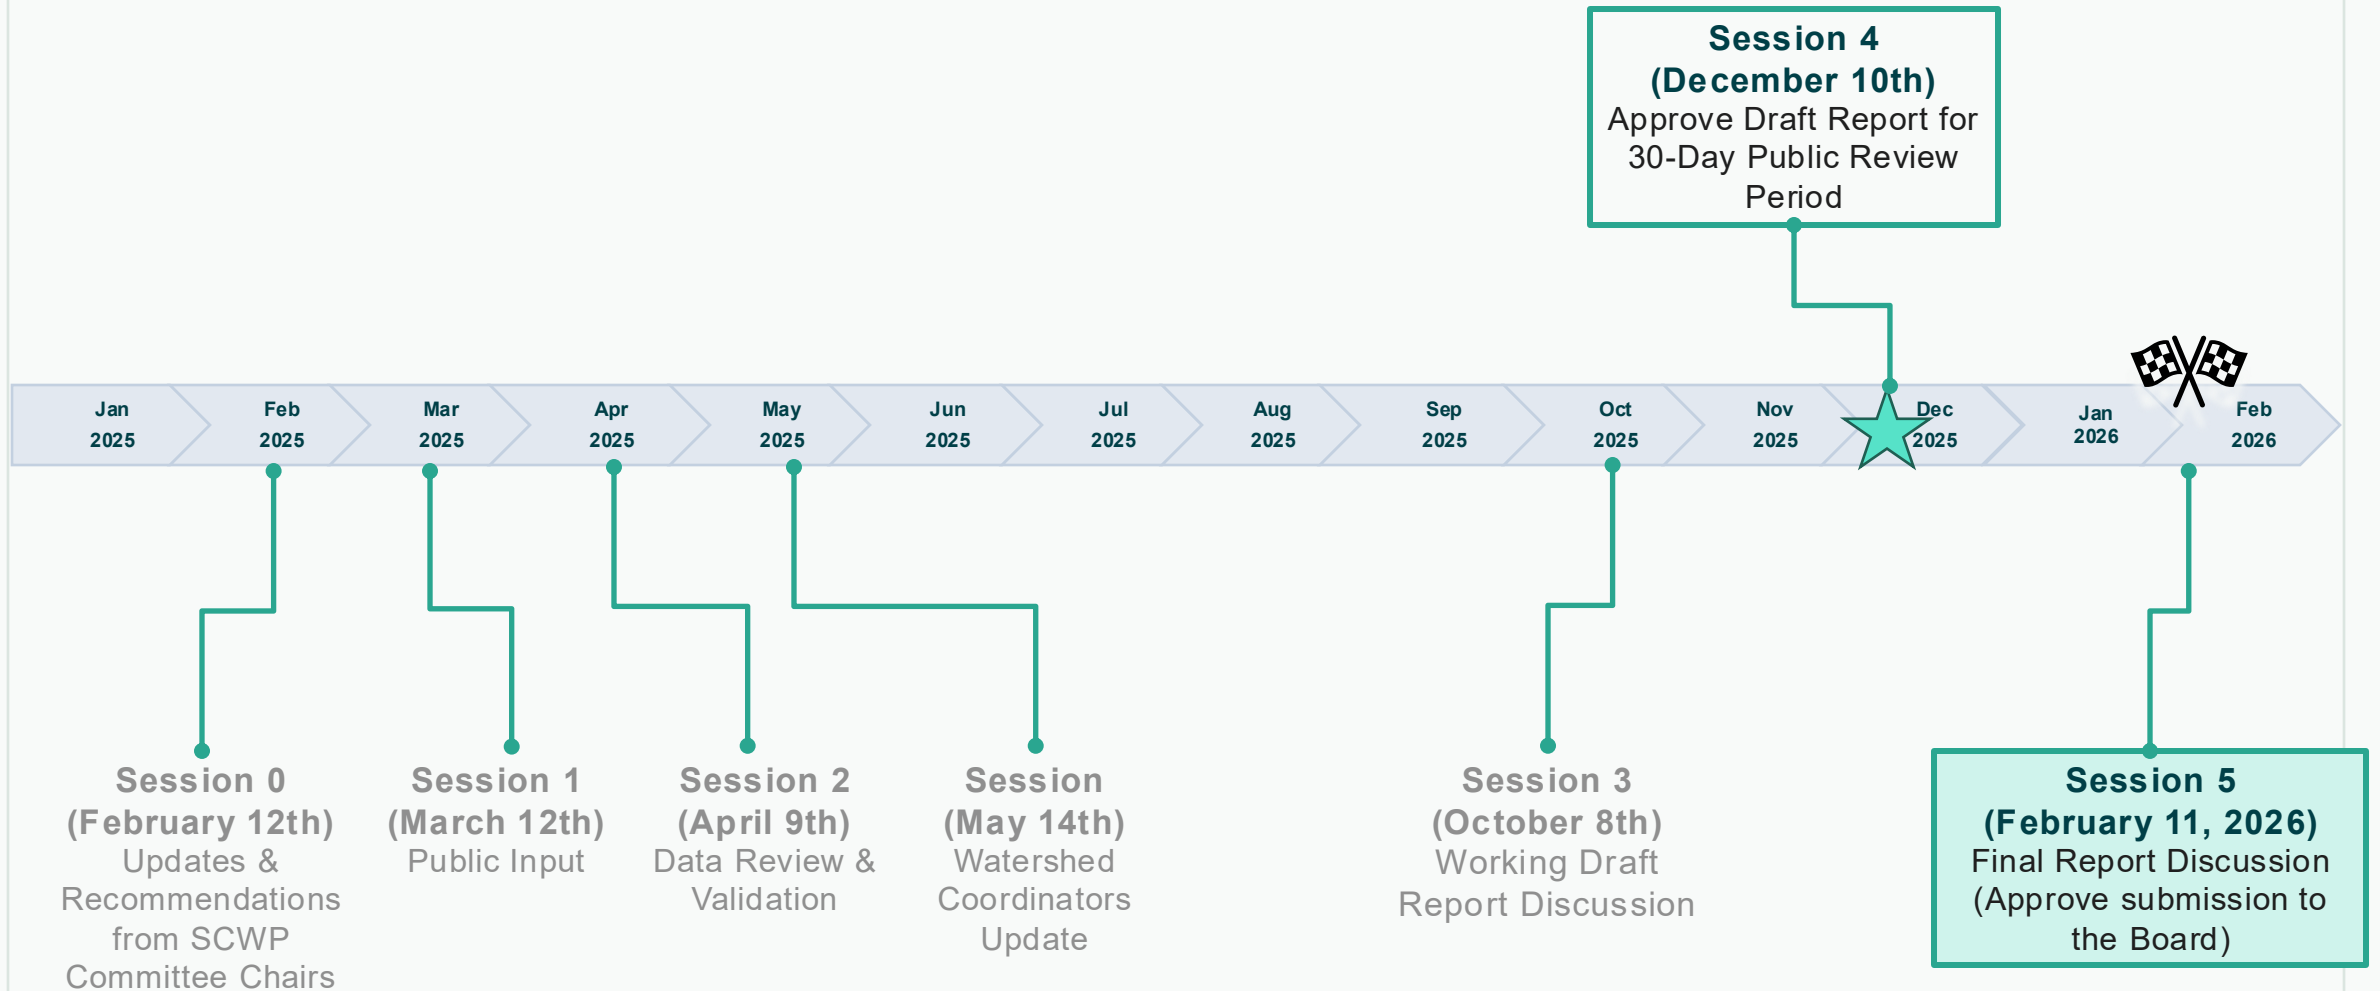 Session 4
(December 10th)
Approve Draft Report for
30-Day Public Review
Period
Jan
2025
Feb
2025
Mar
2025
Apr
2025
May
2025
Jun
2025
Jul
2025
Aug
2025
Sep
2025
Oct
2025
Nov
2025
Dec
2025
Jan
2026
Feb
2026
Session 0
(February 12th)
Updates &
Recommendations
from SCWP
Committee Chairs
Session 1
(March 12th)
Public Input
Session 2
(April 9th)
Data Review &
Validation
Session
(May 14th)
Watershed
Coordinators
Update
Session 3
(October 8th)
Working Draft
Report Discussion
Session 5
(February 11, 2026)
Final Report Discussion
(Approve submission to
the Board)